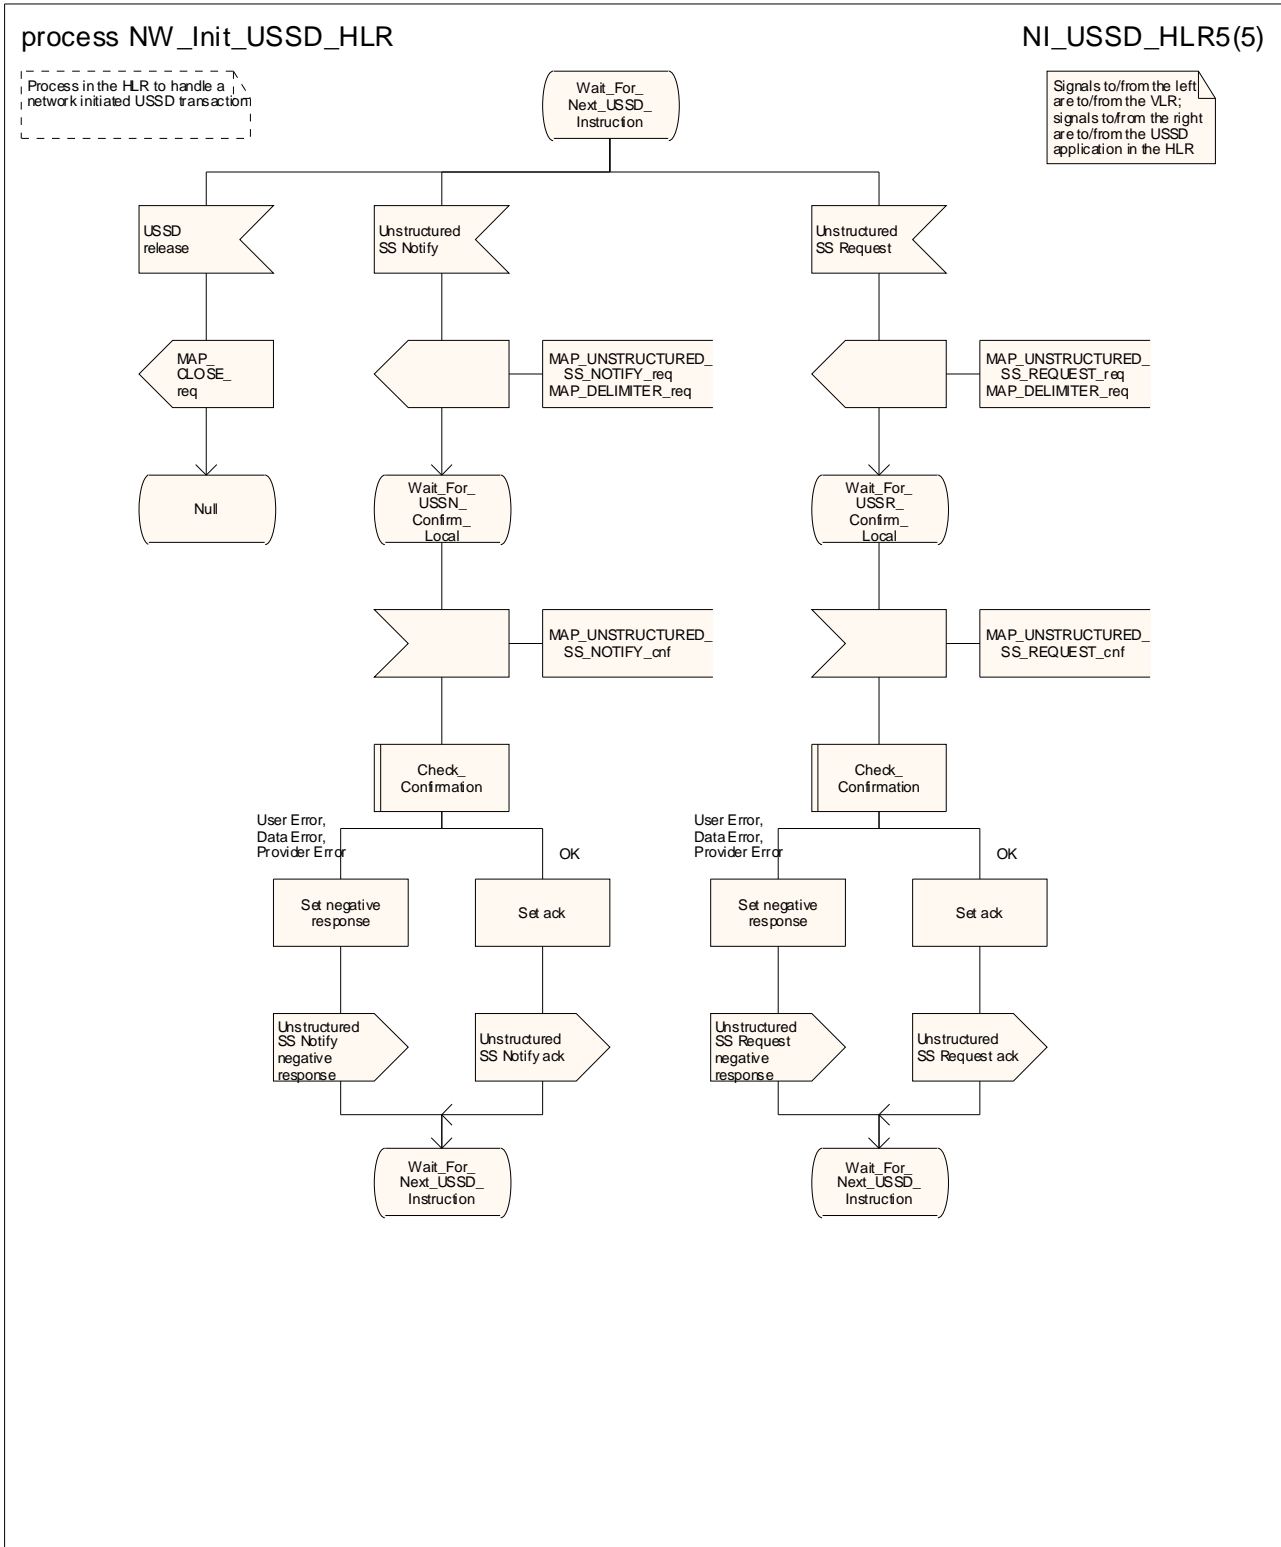 process NW_Init_USSD_HLR
NI_USSD_HLR5(5)
Process in the HLR to handle a
network initiated USSD transaction
Wait_For_
Next_USSD_
Instruction
Signals to/from the left
are to/from the VLR;
signals to/from the right
are to/from the USSD
application in the HLR
USSD
release
Unstructured
SS Notify
Unstructured
SS Request
MAP_
CLOSE_
req
MAP_UNSTRUCTURED_
SS_NOTIFY_req
MAP_DELIMITER_req
MAP_UNSTRUCTURED_
SS_REQUEST_req
MAP_DELIMITER_req
Null
Wait_For_
USSN_
Confirm_
Local
Wait_For_
USSR_
Confirm_
Local
MAP_UNSTRUCTURED_
SS_NOTIFY_cnf
MAP_UNSTRUCTURED_
SS_REQUEST_cnf
Check_
Confirmation
Check_
Confirmation
User Error,
Data Error,
Provider Error
OK
User Error,
Data Error,
Provider Error
OK
Set negative
response
Set ack
Set negative
response
Set ack
Unstructured
SS Notify
negative
response
Unstructured
SS Notify ack
Unstructured
SS Request
negative
response
Unstructured
SS Request ack
Wait_For_
Next_USSD_
Instruction
Wait_For_
Next_USSD_
Instruction